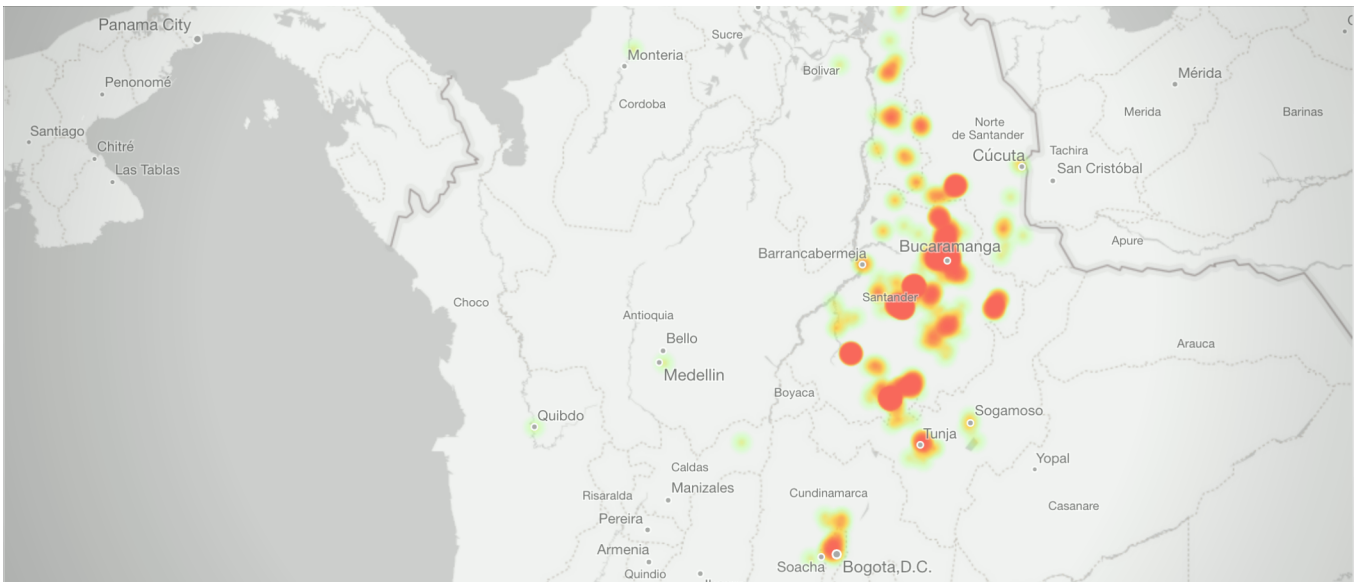 Panama City
Sucre
Monteria
Bolivar
Mérida
Penonomé
Cordoba
Merida
Barinas
Norte
de Santander
Santiago
Chitré
Cúcuta
Tachira
San Cristóbal
Las Tablas
Apure
Bucaramanga
Barrancabermeja
Choco
Santander
Antioquia
Bello
Arauca
Medellin
Boyaca
Quibdo
Sogamoso
Tunja
Yopal
Caldas
Manizales
Cundinamarca
Risaralda
Casanare
Pereira
Armenia
Soacha
Bogota,D.C.
Quindio